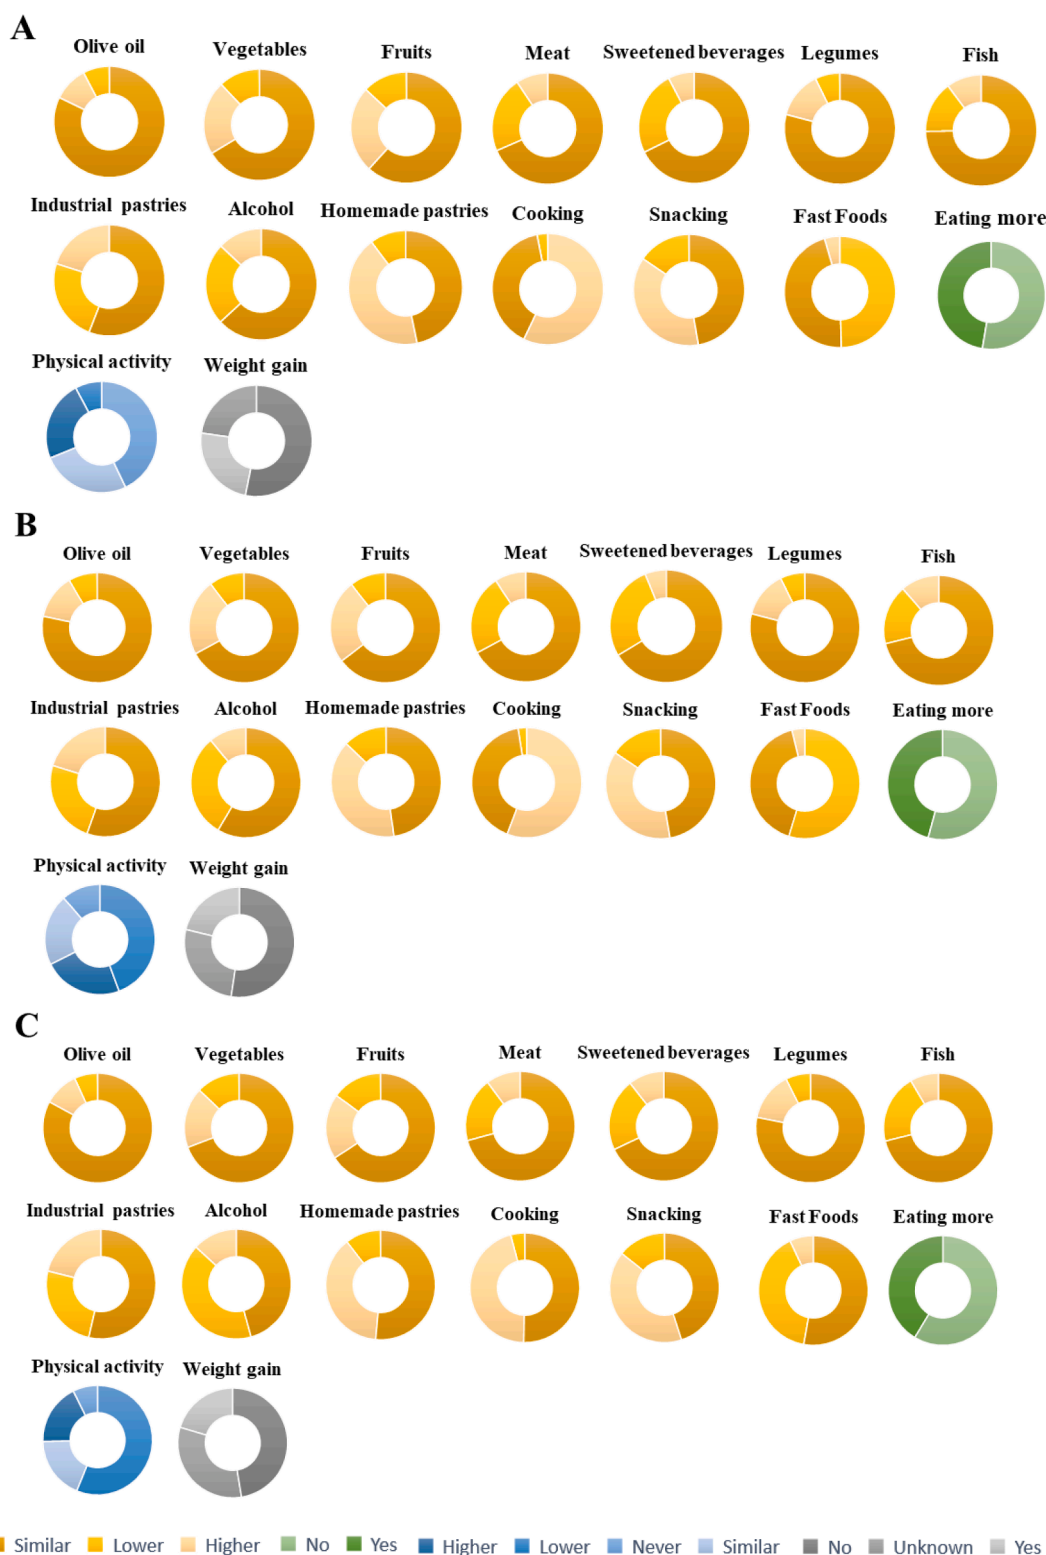 A
Olive oil Vegetables Fruits Meat Sweetened beverages Legumes Fish
Industrial pastries Alcohol Homemade pastries Cooking Snacking Fast Foods Eating more
Physical activity Weight gain
B
Olive oil Vegetables Fruits Meat Sweetened beverages Legumes Fish
Industrial pastries Alcohol Homemade pastries Cooking Snacking Fast Foods Eating more
Physical activity Weight gain
C
Olive oil Vegetables Fruits Meat Sweetened beverages Legumes Fish
Industrial pastries Alcohol Homemade pastries Cooking Snacking Fast Foods Eating more
Physical activity Weight gain
Similar Lower Higher No Yes Higher Lower Never Similar No Unknown Yes